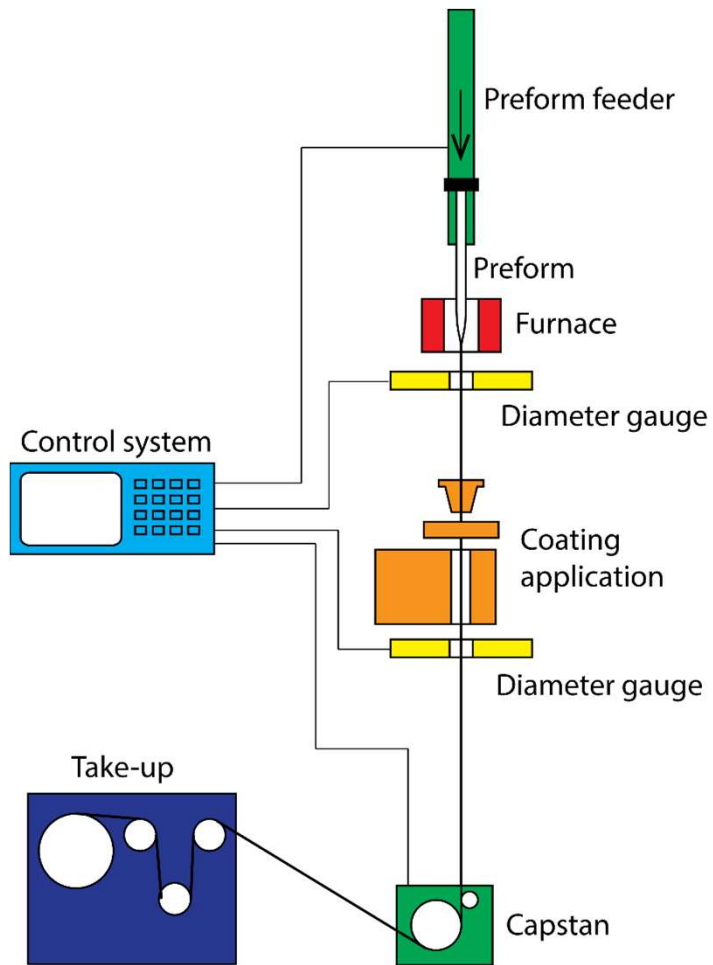 Preform feeder
Preform
Furnace
Diameter gauge
Control system
Coating
application
Diameter gauge
Take-up
Capstan